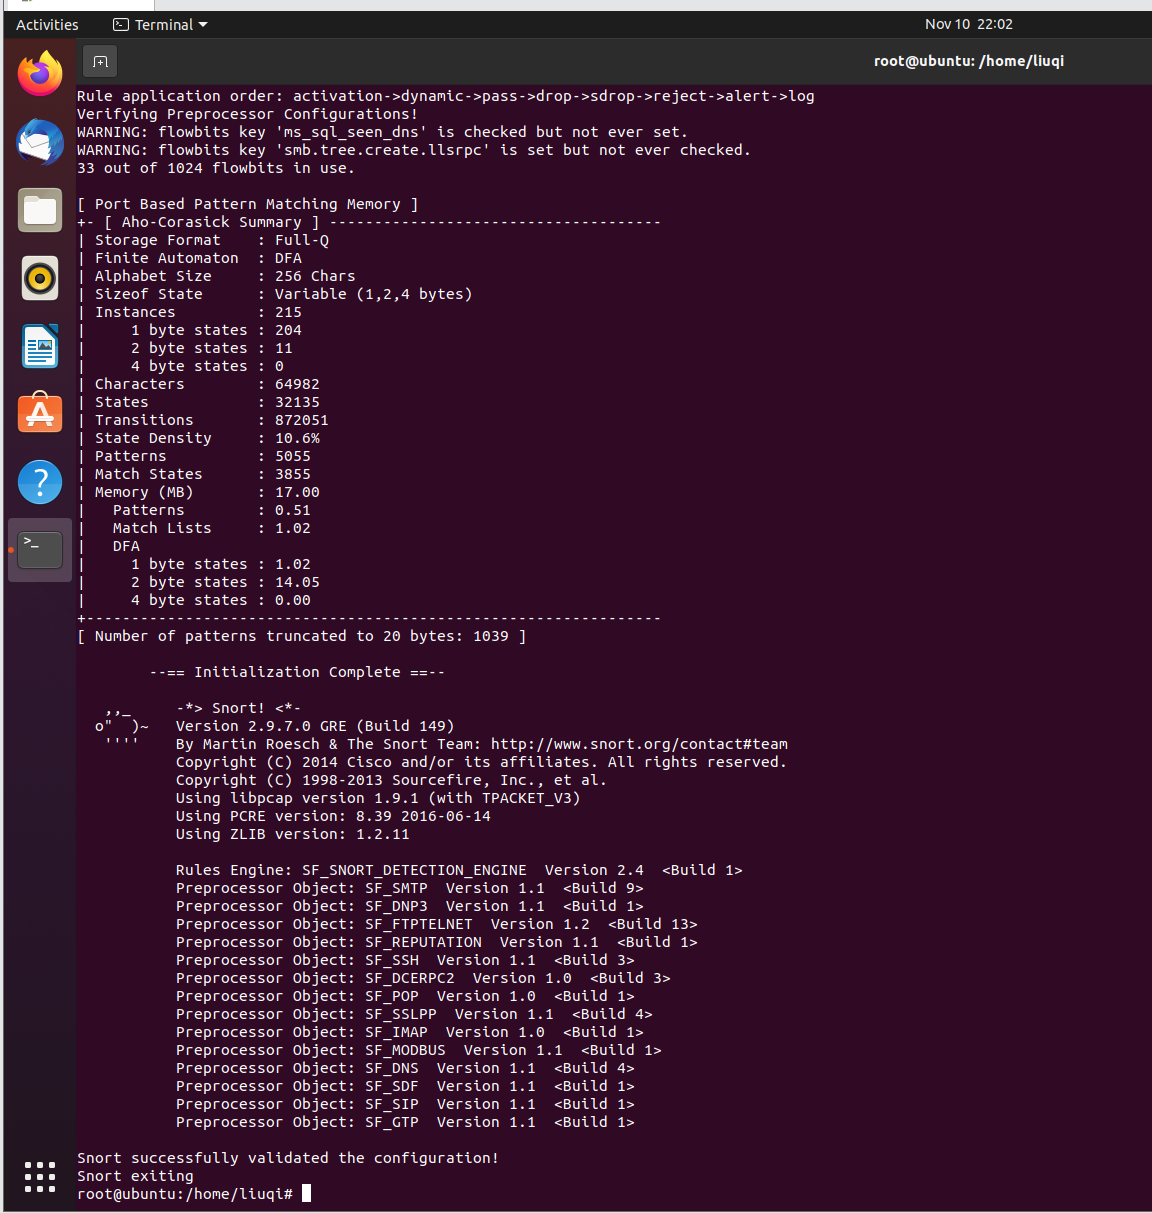 Activities
Terminal
Nov 10 22:02
root@ubuntu: /home/liuqi
Rule application order: activation->dynamic->pass->drop->sdrop->reject->alert->log
Verifying Preprocessor Configurations!
WARNING: flowbits key 'ms_sql_seen_dns' is checked but not ever set.
WARNING: flowbits key 'smb.tree.create.llsrpc' is set but not ever checked.
33 out of 1024 flowbits in use.
[ Port Based Pattern Matching Memory ]
+- [ Aho-Corasick Summary ] -------------------------------------
| Storage Format    : Full-Q
| Finite Automaton  : DFA
| Alphabet Size     : 256 Chars
| Sizeof State      : Variable (1,2,4 bytes)
| Instances         : 215
|     1 byte states : 204
|     2 byte states : 11
|     4 byte states : 0
| Characters        : 64982
| States            : 32135
| Transitions       : 872051
| State Density     : 10.6%
| Patterns          : 5055
| Match States      : 3855
| Memory (MB)       : 17.00
|   Patterns        : 0.51
|   Match Lists     : 1.02
|   DFA
|     1 byte states : 1.02
|     2 byte states : 14.05
|     4 byte states : 0.00
+----------------------------------------------------------------
[ Number of patterns truncated to 20 bytes: 1039 ]
        --== Initialization Complete ==--
   ,,_     -*> Snort! <*-
  o"  )~   Version 2.9.7.0 GRE (Build 149)
   ''''    By Martin Roesch & The Snort Team: http://www.snort.org/contact#team
           Copyright (C) 2014 Cisco and/or its affiliates. All rights reserved.
           Copyright (C) 1998-2013 Sourcefire, Inc., et al.
           Using libpcap version 1.9.1 (with TPACKET_V3)
           Using PCRE version: 8.39 2016-06-14
           Using ZLIB version: 1.2.11
           Rules Engine: SF_SNORT_DETECTION_ENGINE  Version 2.4  <Build 1>
           Preprocessor Object: SF_SMTP  Version 1.1  <Build 9>
           Preprocessor Object: SF_DNP3  Version 1.1  <Build 1>
           Preprocessor Object: SF_FTPTELNET  Version 1.2  <Build 13>
           Preprocessor Object: SF_REPUTATION  Version 1.1  <Build 1>
           Preprocessor Object: SF_SSH  Version 1.1  <Build 3>
           Preprocessor Object: SF_DCERPC2  Version 1.0  <Build 3>
           Preprocessor Object: SF_POP  Version 1.0  <Build 1>
           Preprocessor Object: SF_SSLPP  Version 1.1  <Build 4>
           Preprocessor Object: SF_IMAP  Version 1.0  <Build 1>
           Preprocessor Object: SF_MODBUS  Version 1.1  <Build 1>
           Preprocessor Object: SF_DNS  Version 1.1  <Build 4>
           Preprocessor Object: SF_SDF  Version 1.1  <Build 1>
           Preprocessor Object: SF_SIP  Version 1.1  <Build 1>
           Preprocessor Object: SF_GTP  Version 1.1  <Build 1>
Snort successfully validated the configuration!
Snort exiting
root@ubuntu:/home/liuqi#